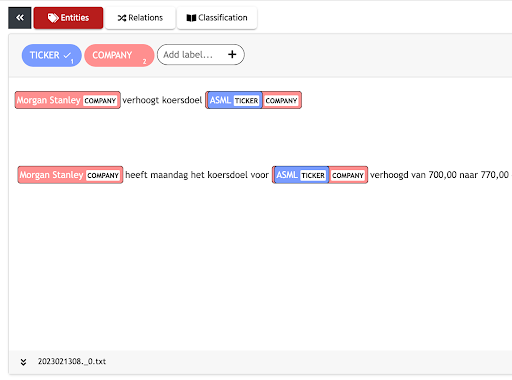 Entities Relations Classification
TICKER 1 COMPANY 2 Add label... +
Morgan Stanley COMPANY verhoogt koersdoel ASML TICKER COMPANY
Morgan Stanley COMPANY heeft maandag het koersdoel voor ASML TICKER COMPANY verhoogd van 700,00 naar 770,00
2023021308._0.txt